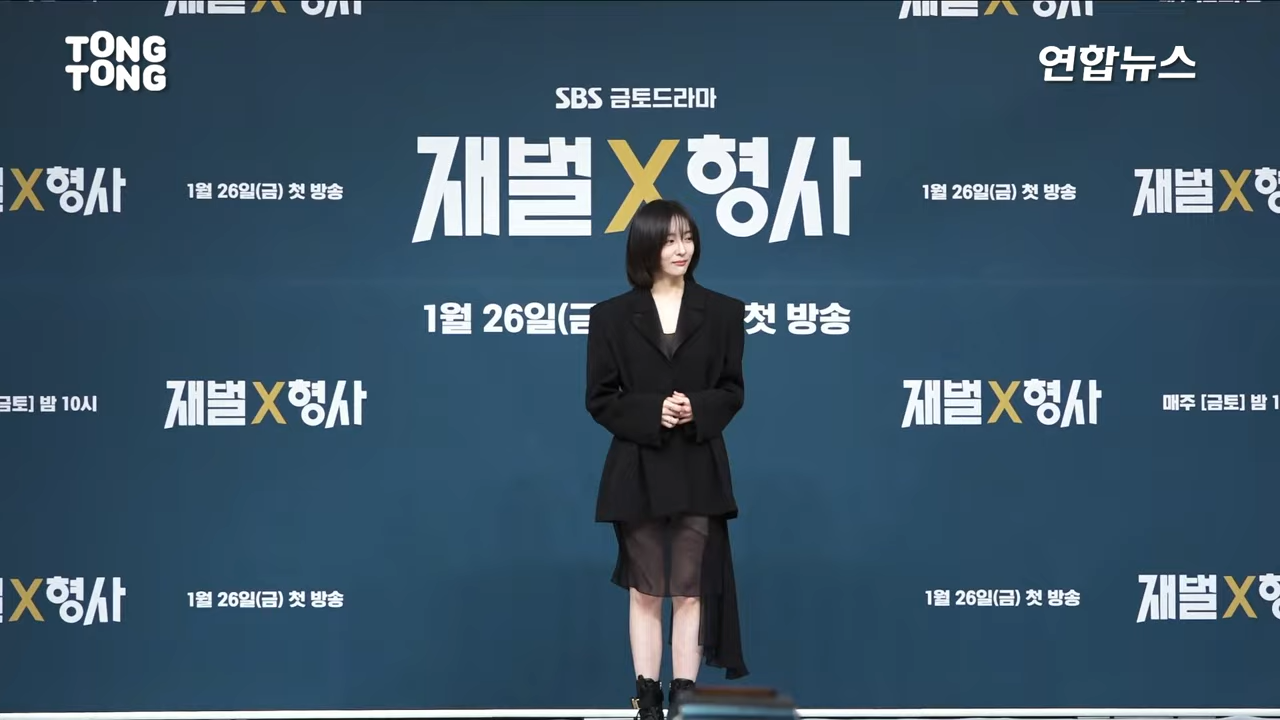 TONG
TONG
연합뉴스
SBS 금토드라마
재벌X형사
X형사
1월 26일(금) 첫 방송
1월 26일(금) 첫 방송
재벌X
1월 26일(금 첫 방송
금토] 밤 10시
재벌X형사
재벌X형사
매주 [금토] 밤
X형사
1월 26일(금) 첫 방송
1월 26일(금) 첫 방송
재벌X